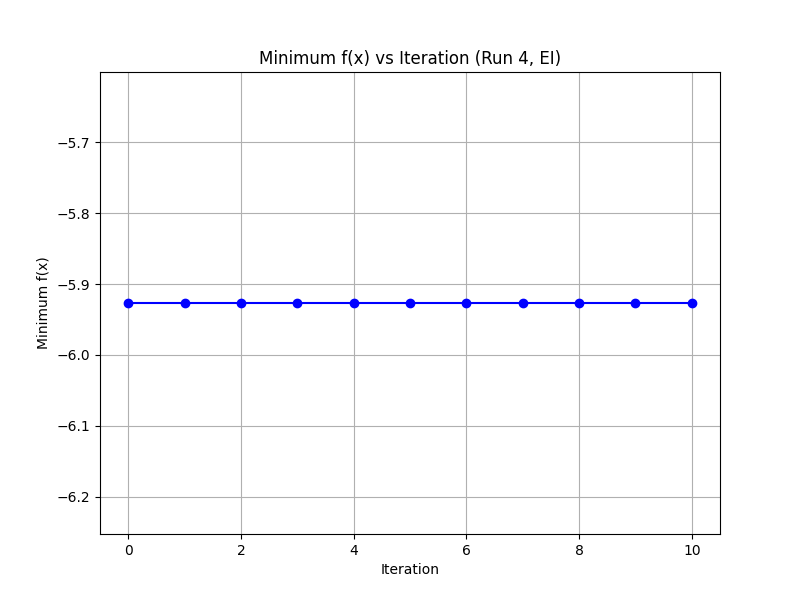 Minimum f(x) vs Iteration (Run 4, EI)
−5.7
−5.8
−5.9
−6.0
−6.1
−6.2
Minimum f(x)
0 2 4 6 8 10
Iteration